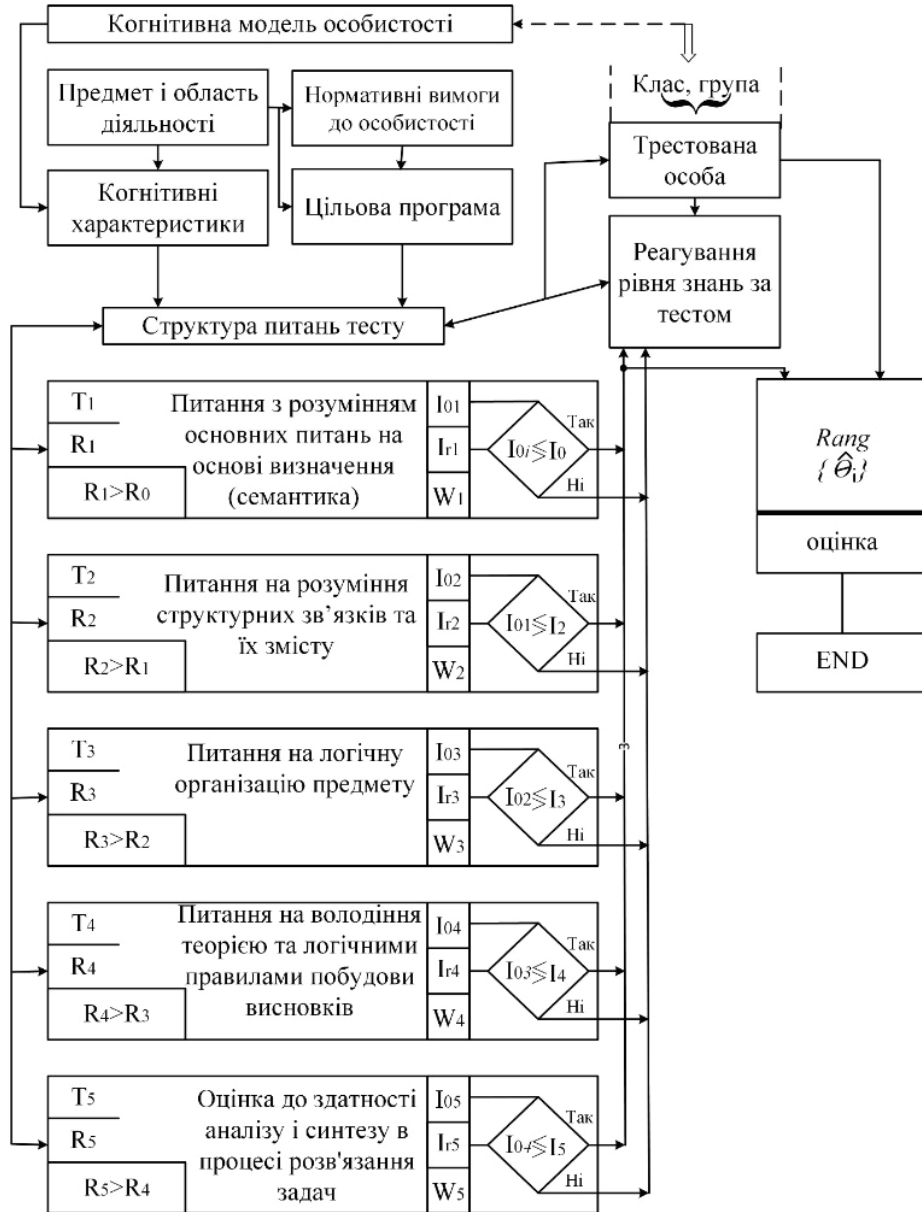 Когнітивна модель особистості
Предмет і область
діяльності
Нормативні вимоги
до особистості
Клас, група
Трестована
особа
Когнітивні
характеристики
Цільова програма
Реагування
рівня знань за
тестом
Структура питань тесту
T1
R1
R1>R0
Питання з розумінням
основних питань на
основі визначення
(семантика)
I01
Ir1
W1
I0i⩽I0
Так
Ні
Rang
{ Θ̂i}
оцінка
END
T2
R2
R2>R1
Питання на розуміння
структурних зв’язків та
їх змісту
I02
Ir2
W2
I01⩽I2
Так
Ні
T3
R3
R3>R2
Питання на логічну
організацію предмету
I03
Ir3
W3
I02⩽I3
Так
Ні
3
T4
R4
R4>R3
Питання на володіння
теорією та логічними
правилами побудови
висновків
I04
Ir4
W4
I03⩽I4
Так
Ні
T5
R5
R5>R4
Оцінка до здатності
аналізу і синтезу в
процесі розв'язання
задач
I05
Ir5
W5
I04⩽I5
Так
Ні